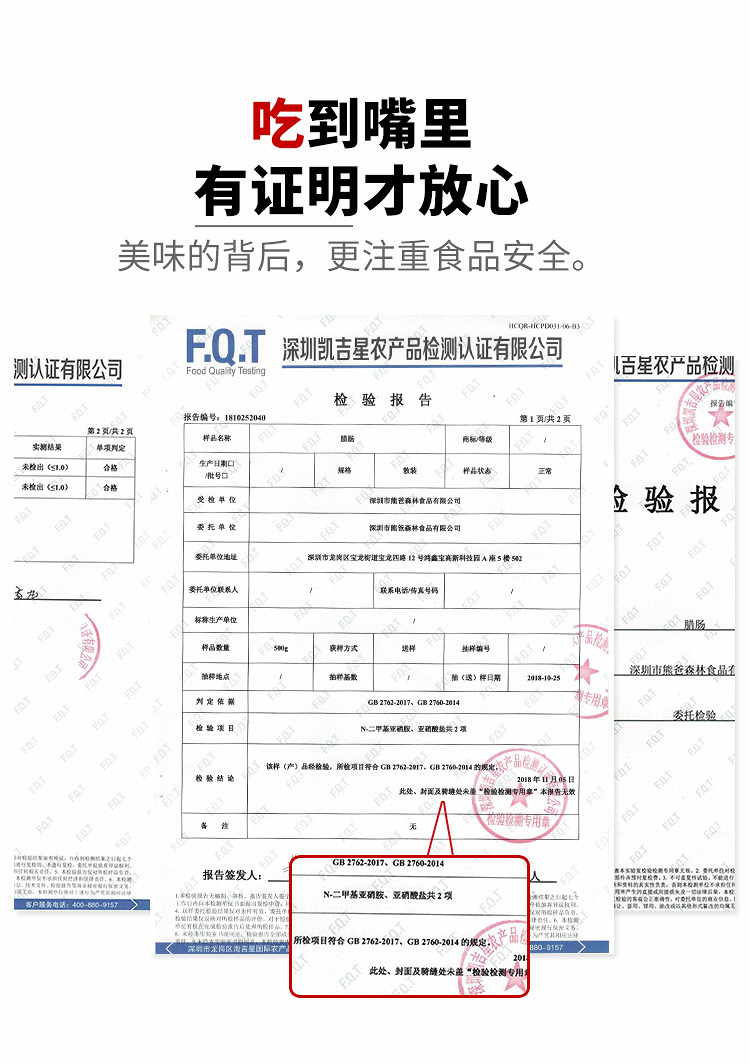 吃到嘴里
有证明才放心
美味的背后，更注重食品安全。
测认证有限公司
第 2 页/共 2 页
实测结果 单项判定
未检出（≤1.0） 合格
未检出（≤1.0） 合格
客户服务电话：400-880-9157
HCQR-HCPD031-06-B3
F.Q.T
Food Quality Testing
深圳凯吉星农产品检测认证有限公司
检 验 报 告
报告编号：1810252040 第 1 页/共 2 页
样品名称 腊肠 商标/等级 /
生产日期□
/批号□ / 规格 散装 样品状态 正常
受 检 单 位 深圳市熊爸森林食品有限公司
委 托 单 位 深圳市熊爸森林食品有限公司
委托单位地址 深圳市龙岗区宝龙街道宝龙四路 12 号鸿鑫宝高新科技园 A 座 5 楼 502
委托单位联系人 / 联系电话/传真号码 /
标称生产单位 /
样品数量 500g 获样方式 送样 抽样编号 /
抽样地点 / 抽样基数 / 抽（送）样日期 2018-10-25
判 定 依 据 GB 2762-2017、GB 2760-2014
检 验 项 目 N-二甲基亚硝胺、亚硝酸盐共 2 项
检 验 结 论 该样（产）品经检验，所检项目符合 GB 2762-2017、GB 2760-2014 的规定。
2018 年 11 月 05 日
此处、封面及骑缝处未盖“检验检测专用章”本报告无效
备 注 无
报告签发人：
深圳市龙岗区海吉星国际农产品
880-9157
凯吉星农产品检测
报告编
检验检测专
检 验 报
腊肠
深圳市熊爸森林食品有
委托检验
GB 2762-2017、GB 2760-2014
N-二甲基亚硝胺、亚硝酸盐共 2 项
所检项目符合 GB 2762-2017、GB 2760-2014 的规定。
201
此处、封面及骑缝处未盖“检验检测专用